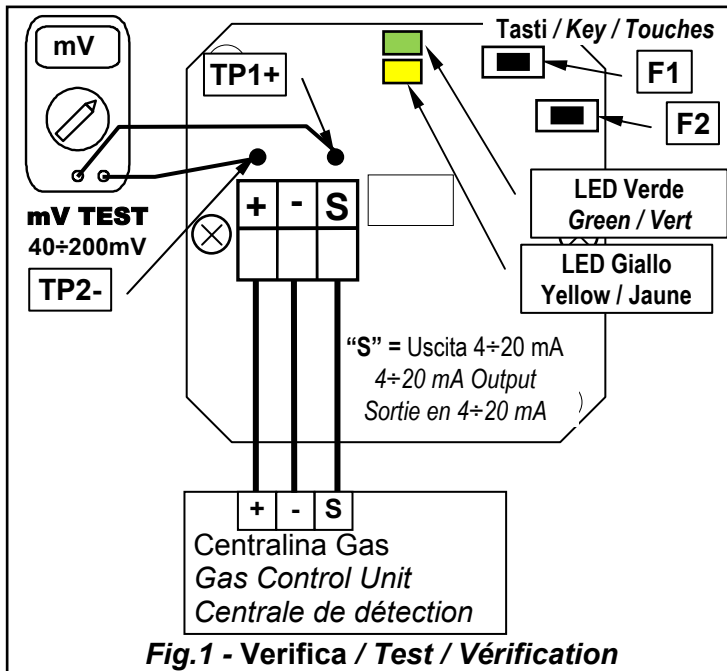 mV
Tasti / Key / Touches
TP1+
F1
F2
mV TEST
40÷200mV
TP2-
+ - S
LED Verde
Green / Vert
LED Giallo
Yellow / Jaune
“S” = Uscita 4÷20 mA
4÷20 mA Output
Sortie en 4÷20 mA
+ - S
Centralina Gas
Gas Control Unit
Centrale de détection
Fig.1 - Verifica / Test / Vérification